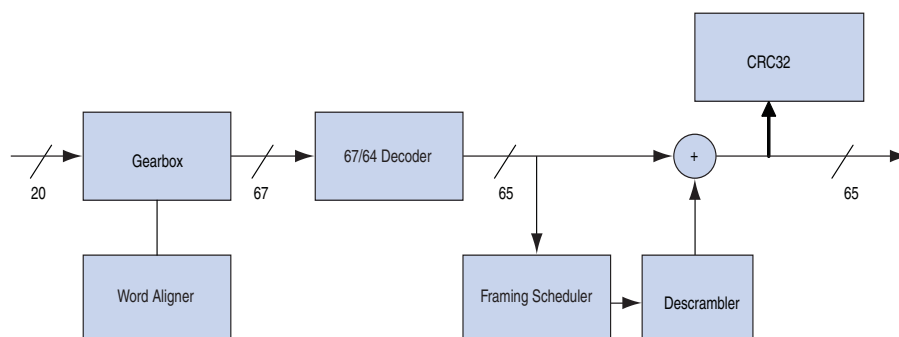 CRC32
Gearbox
67/64 Decoder
+
20
67
65
65
Word Aligner
Framing Scheduler
Descrambler